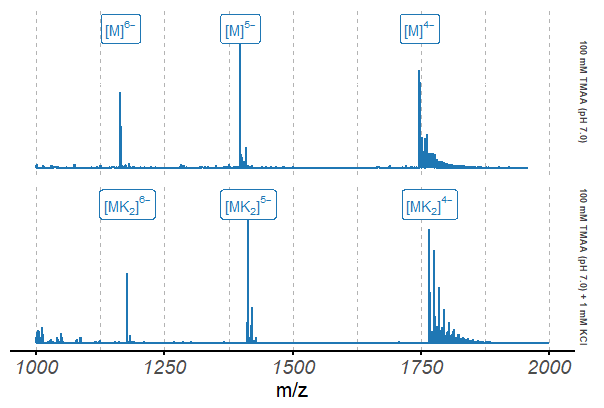 [M]⁶⁻ [M]⁵⁻ [M]⁴⁻
100 mM TMAA (pH 7.0)
[MK₂]⁶⁻ [MK₂]⁵⁻ [MK₂]⁴⁻
100 mM TMAA (pH 7.0) + 1 mM KCl
1000 1250 1500 1750 2000
m/z